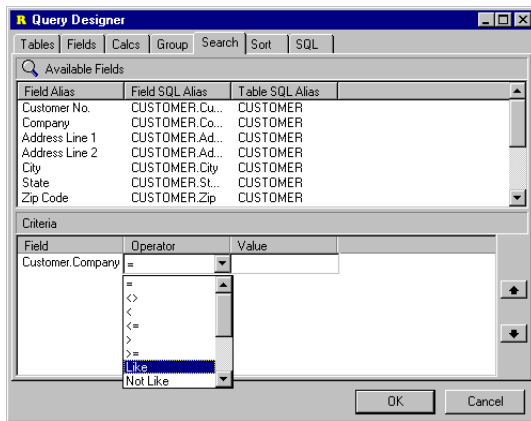 R Query Designer
Tables Fields Calcs Group Search Sort SQL
Available Fields
Field Alias Field SQL Alias Table SQL Alias
Customer No. CUSTOMER.Cu... CUSTOMER
Company CUSTOMER.Co... CUSTOMER
Address Line 1 CUSTOMER.Ad... CUSTOMER
Address Line 2 CUSTOMER.Ad... CUSTOMER
City CUSTOMER.City CUSTOMER
State CUSTOMER.St... CUSTOMER
Zip Code CUSTOMER.Zip CUSTOMER
Criteria
Field Operator Value
Customer.Company =
=
<>
<
<=
>
>=
Like
Not Like
OK Cancel